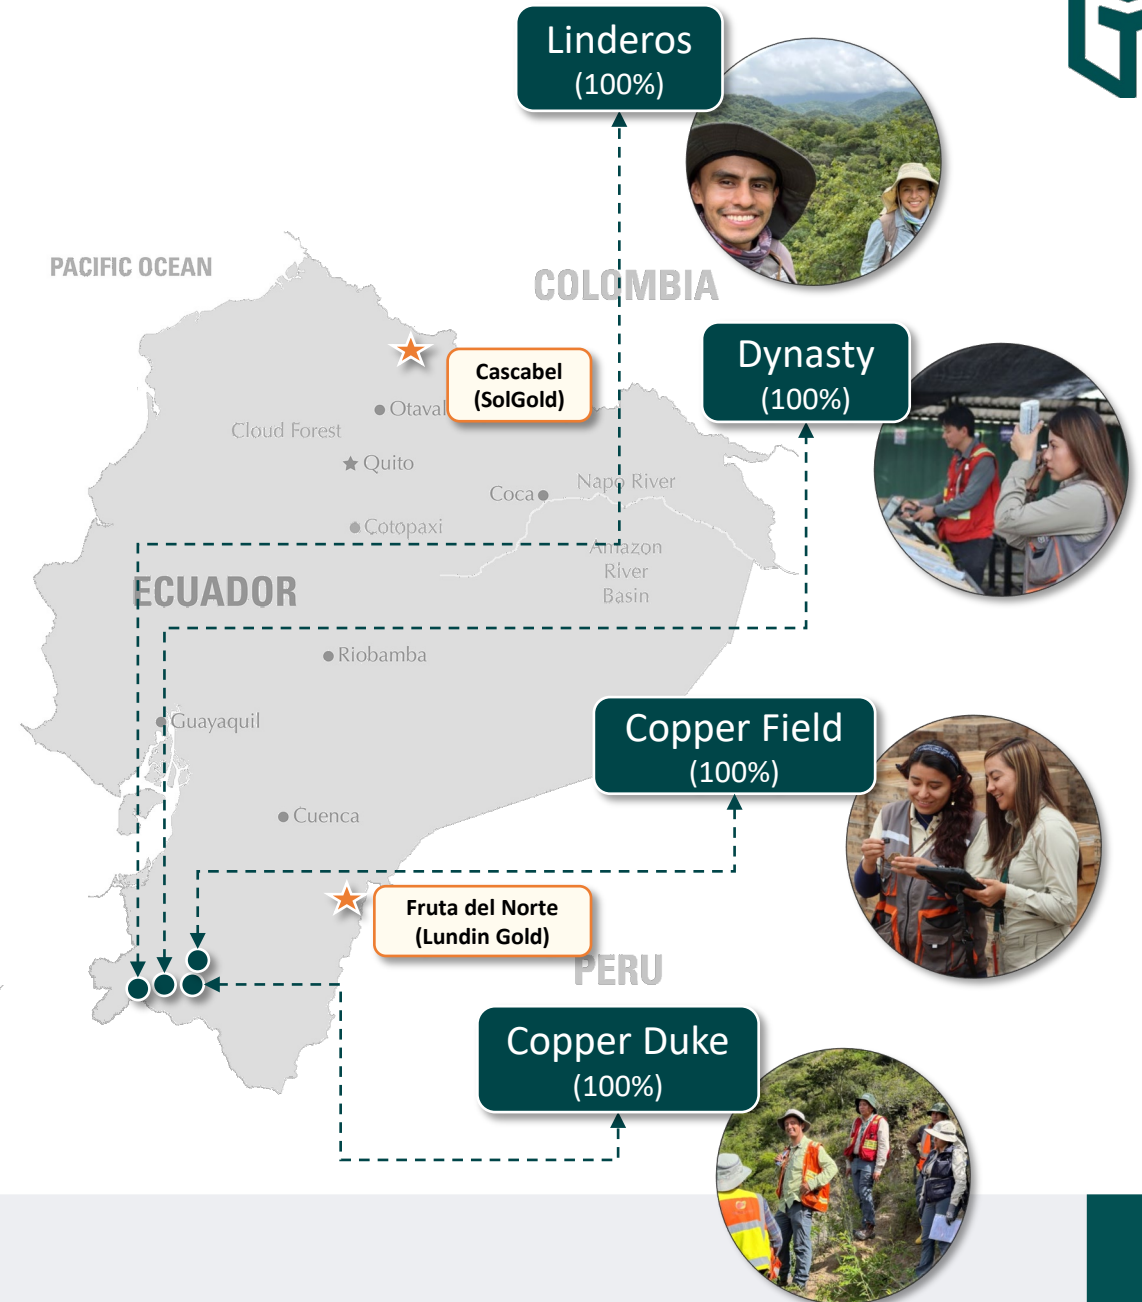 Linderos
(100%)
PACIFIC OCEAN
COLOMBIA
Cascabel
(SolGold)
Dynasty
(100%)
Otaval
Cloud Forest
Quito
Coca
Napo River
Cotopaxi
Amazon
River
Basin
ECUADOR
Riobamba
Guayaquil
Copper Field
(100%)
Cuenca
Fruta del Norte
(Lundin Gold)
PERU
Copper Duke
(100%)